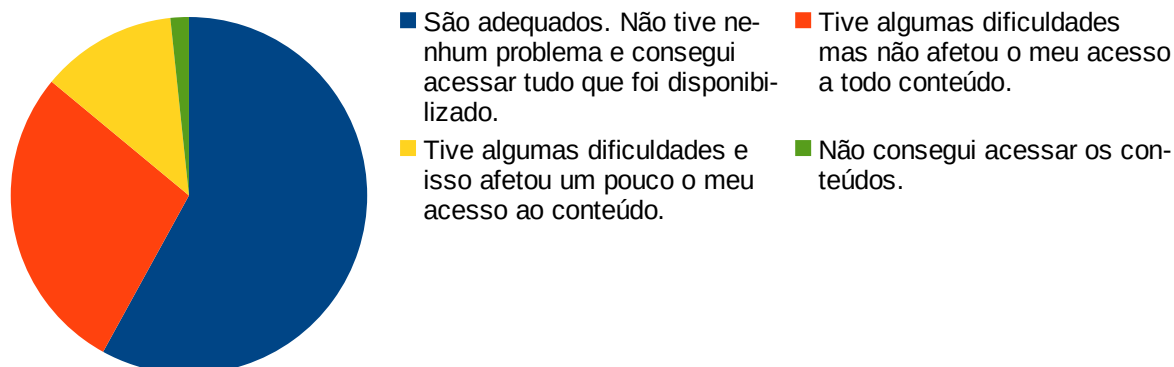 São adequados. Não tive ne-
nhum problema e consegui
acessar tudo que foi disponibi-
lizado.
Tive algumas dificuldades
mas não afetou o meu acesso
a todo conteúdo.
Tive algumas dificuldades e
isso afetou um pouco o meu
acesso ao conteúdo.
Não consegui acessar os con-
teúdos.